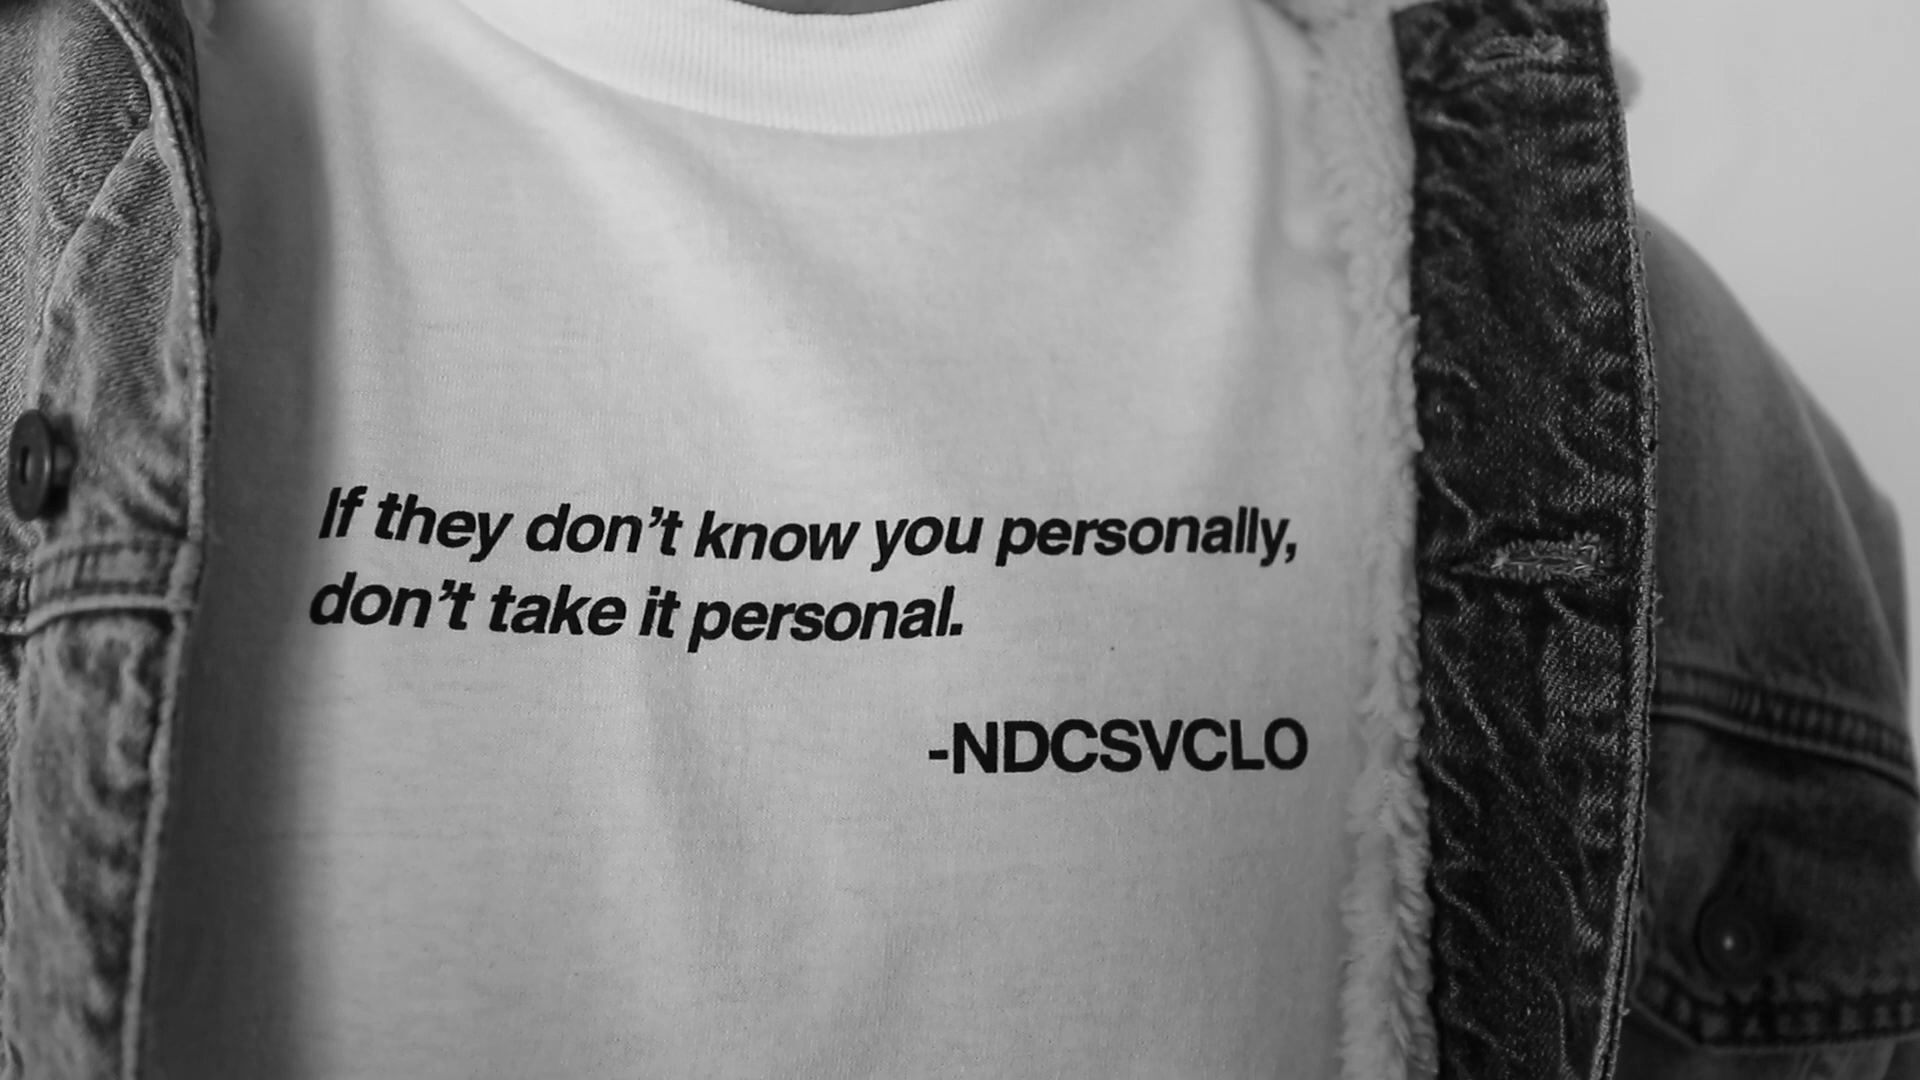 If they don’t know you personally,
don’t take it personal.
-NDCSVCLO